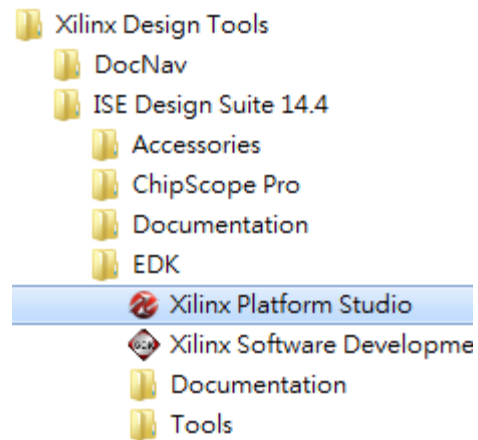 Xilinx Design Tools
DocNav
ISE Design Suite 14.4
Accessories
ChipScope Pro
Documentation
EDK
Xilinx Platform Studio
Xilinx Software Developme
Documentation
Tools